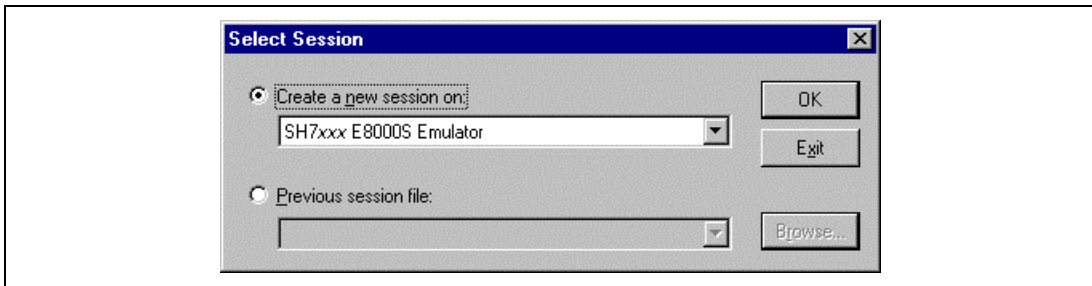 Select Session
Create a new session on:
OK
SH7xxx E8000S Emulator
Exit
Previous session file:
Browse...